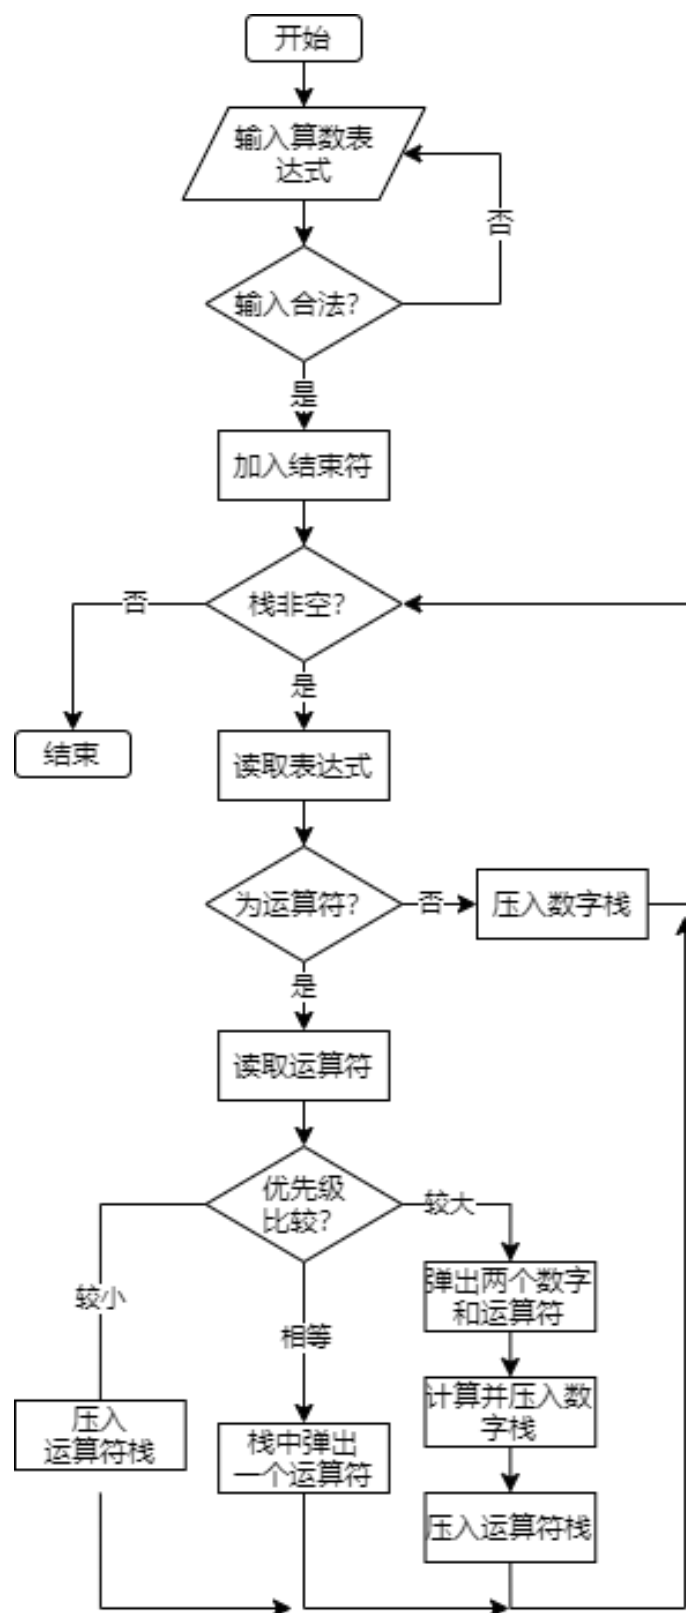 开始
输入算数表
达式
否
输入合法?
是
加入结束符
栈非空?
否
是
结束
读取表达式
为运算符?
否
压入数字栈
是
读取运算符
优先级
比较?
较大
较小
相等
弹出两个数字
和运算符
计算并压入数
字栈
压入
运算符栈
栈中弹出
一个运算符
压入运算符栈